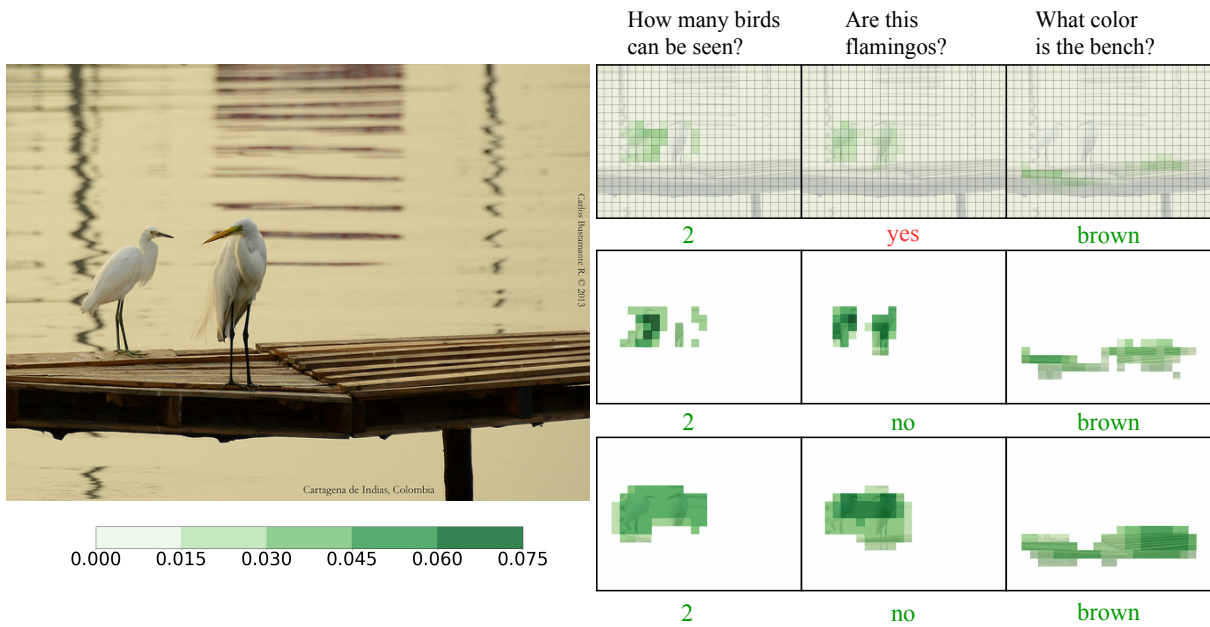 How many birds
can be seen?
Are this
flamingos?
What color
is the bench?
Carlos Bustamante R. © 2013
Cartagena de Indias, Colombia
2
yes
brown
2
no
brown
2
no
brown
0.000 0.015 0.030 0.045 0.060 0.075